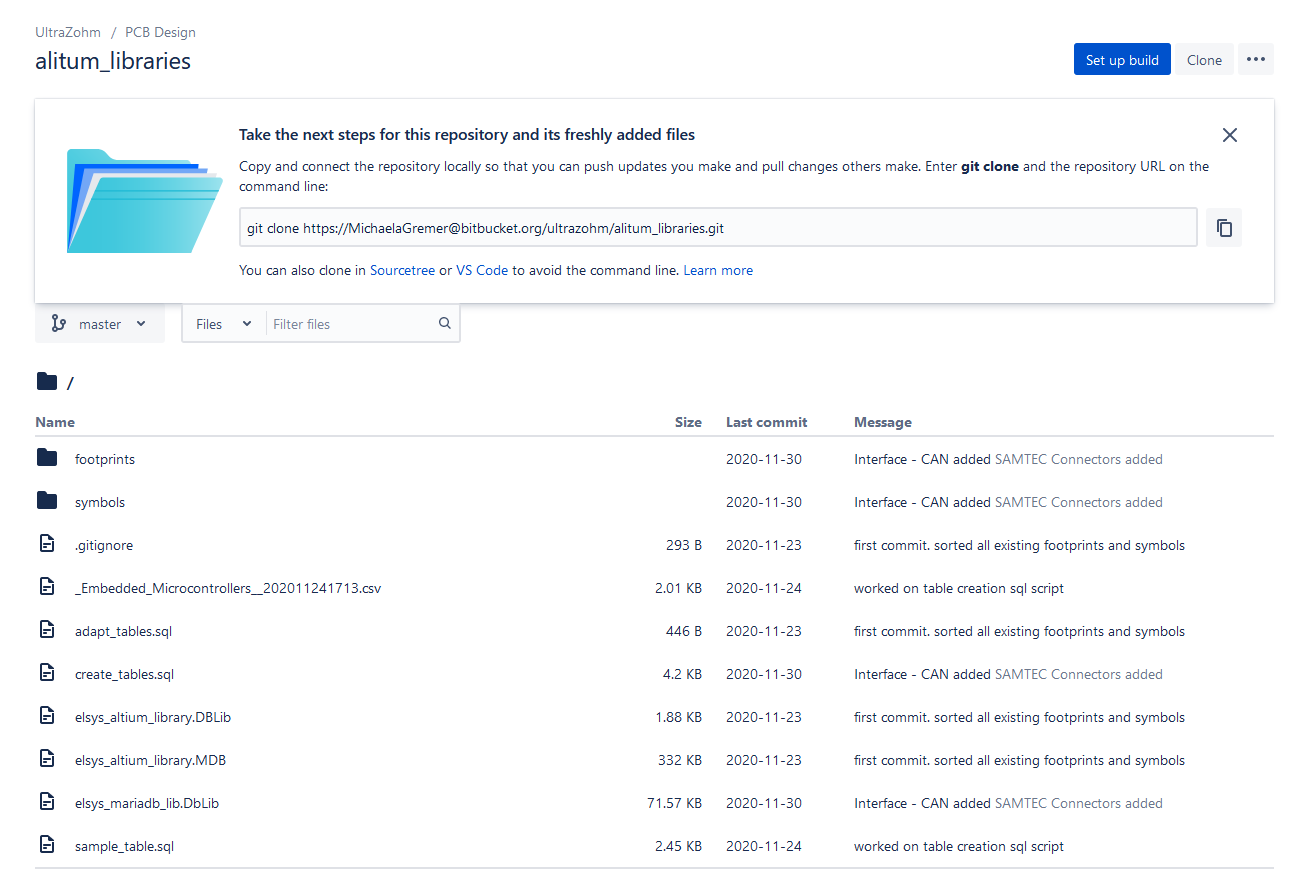 UltraZohm / PCB Design
alitum_libraries
Set up build Clone
Take the next steps for this repository and its freshly added files
Copy and connect the repository locally so that you can push updates you make and pull changes others make. Enter git clone and the repository URL on the
command line:
git clone https://MichaelaGremer@bitbucket.org/ultrazohm/alitum_libraries.git
You can also clone in Sourcetree or VS Code to avoid the command line. Learn more
master Files Filter files
/
Name Size Last commit Message
footprints 2020-11-30 Interface - CAN added SAMTEC Connectors added
symbols 2020-11-30 Interface - CAN added SAMTEC Connectors added
.gitignore 293 B 2020-11-23 first commit. sorted all existing footprints and symbols
_Embedded_Microcontrollers__202011241713.csv 2.01 KB 2020-11-24 worked on table creation sql script
adapt_tables.sql 446 B 2020-11-23 first commit. sorted all existing footprints and symbols
create_tables.sql 4.2 KB 2020-11-30 Interface - CAN added SAMTEC Connectors added
elsys_altium_library.DBLib 1.88 KB 2020-11-23 first commit. sorted all existing footprints and symbols
elsys_altium_library.MDB 332 KB 2020-11-23 first commit. sorted all existing footprints and symbols
elsys_mariadb_lib.DbLib 71.57 KB 2020-11-30 Interface - CAN added SAMTEC Connectors added
sample_table.sql 2.45 KB 2020-11-24 worked on table creation sql script